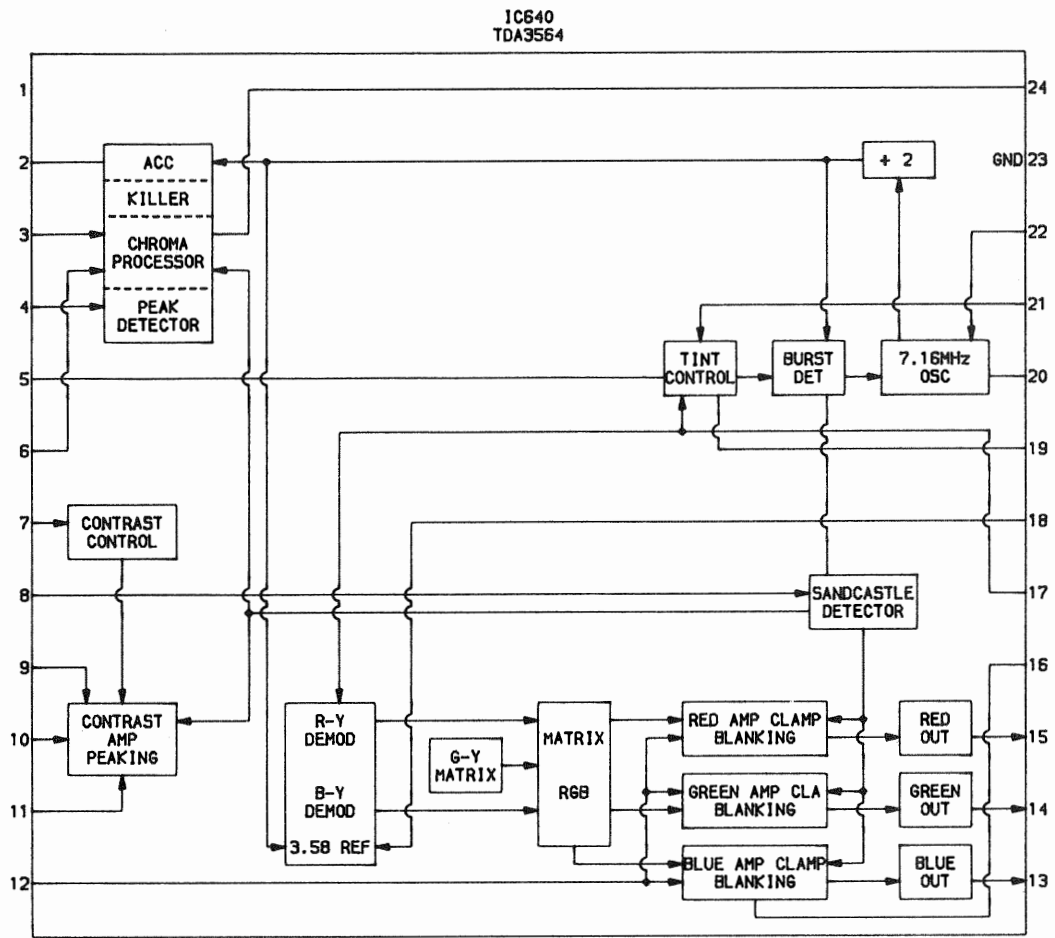 IC640
TDA3564
1
24
2
ACC
+ 2
GND
23
KILLER
3
CHROMA
PROCESSOR
22
4
PEAK
DETECTOR
21
5
TINT
CONTROL
BURST
DET
7.16MHz
OSC
20
6
19
7
CONTRAST
CONTROL
18
8
SANDCASTLE
DETECTOR
17
9
16
10
CONTRAST
AMP
PEAKING
R-Y
DEMOD
B-Y
DEMOD
3.58 REF
G-Y
MATRIX
MATRIX
RGB
RED AMP CLAMP
BLANKING
RED
OUT
15
11
GREEN AMP CLA
BLANKING
GREEN
OUT
14
12
BLUE AMP CLAMP
BLANKING
BLUE
OUT
13